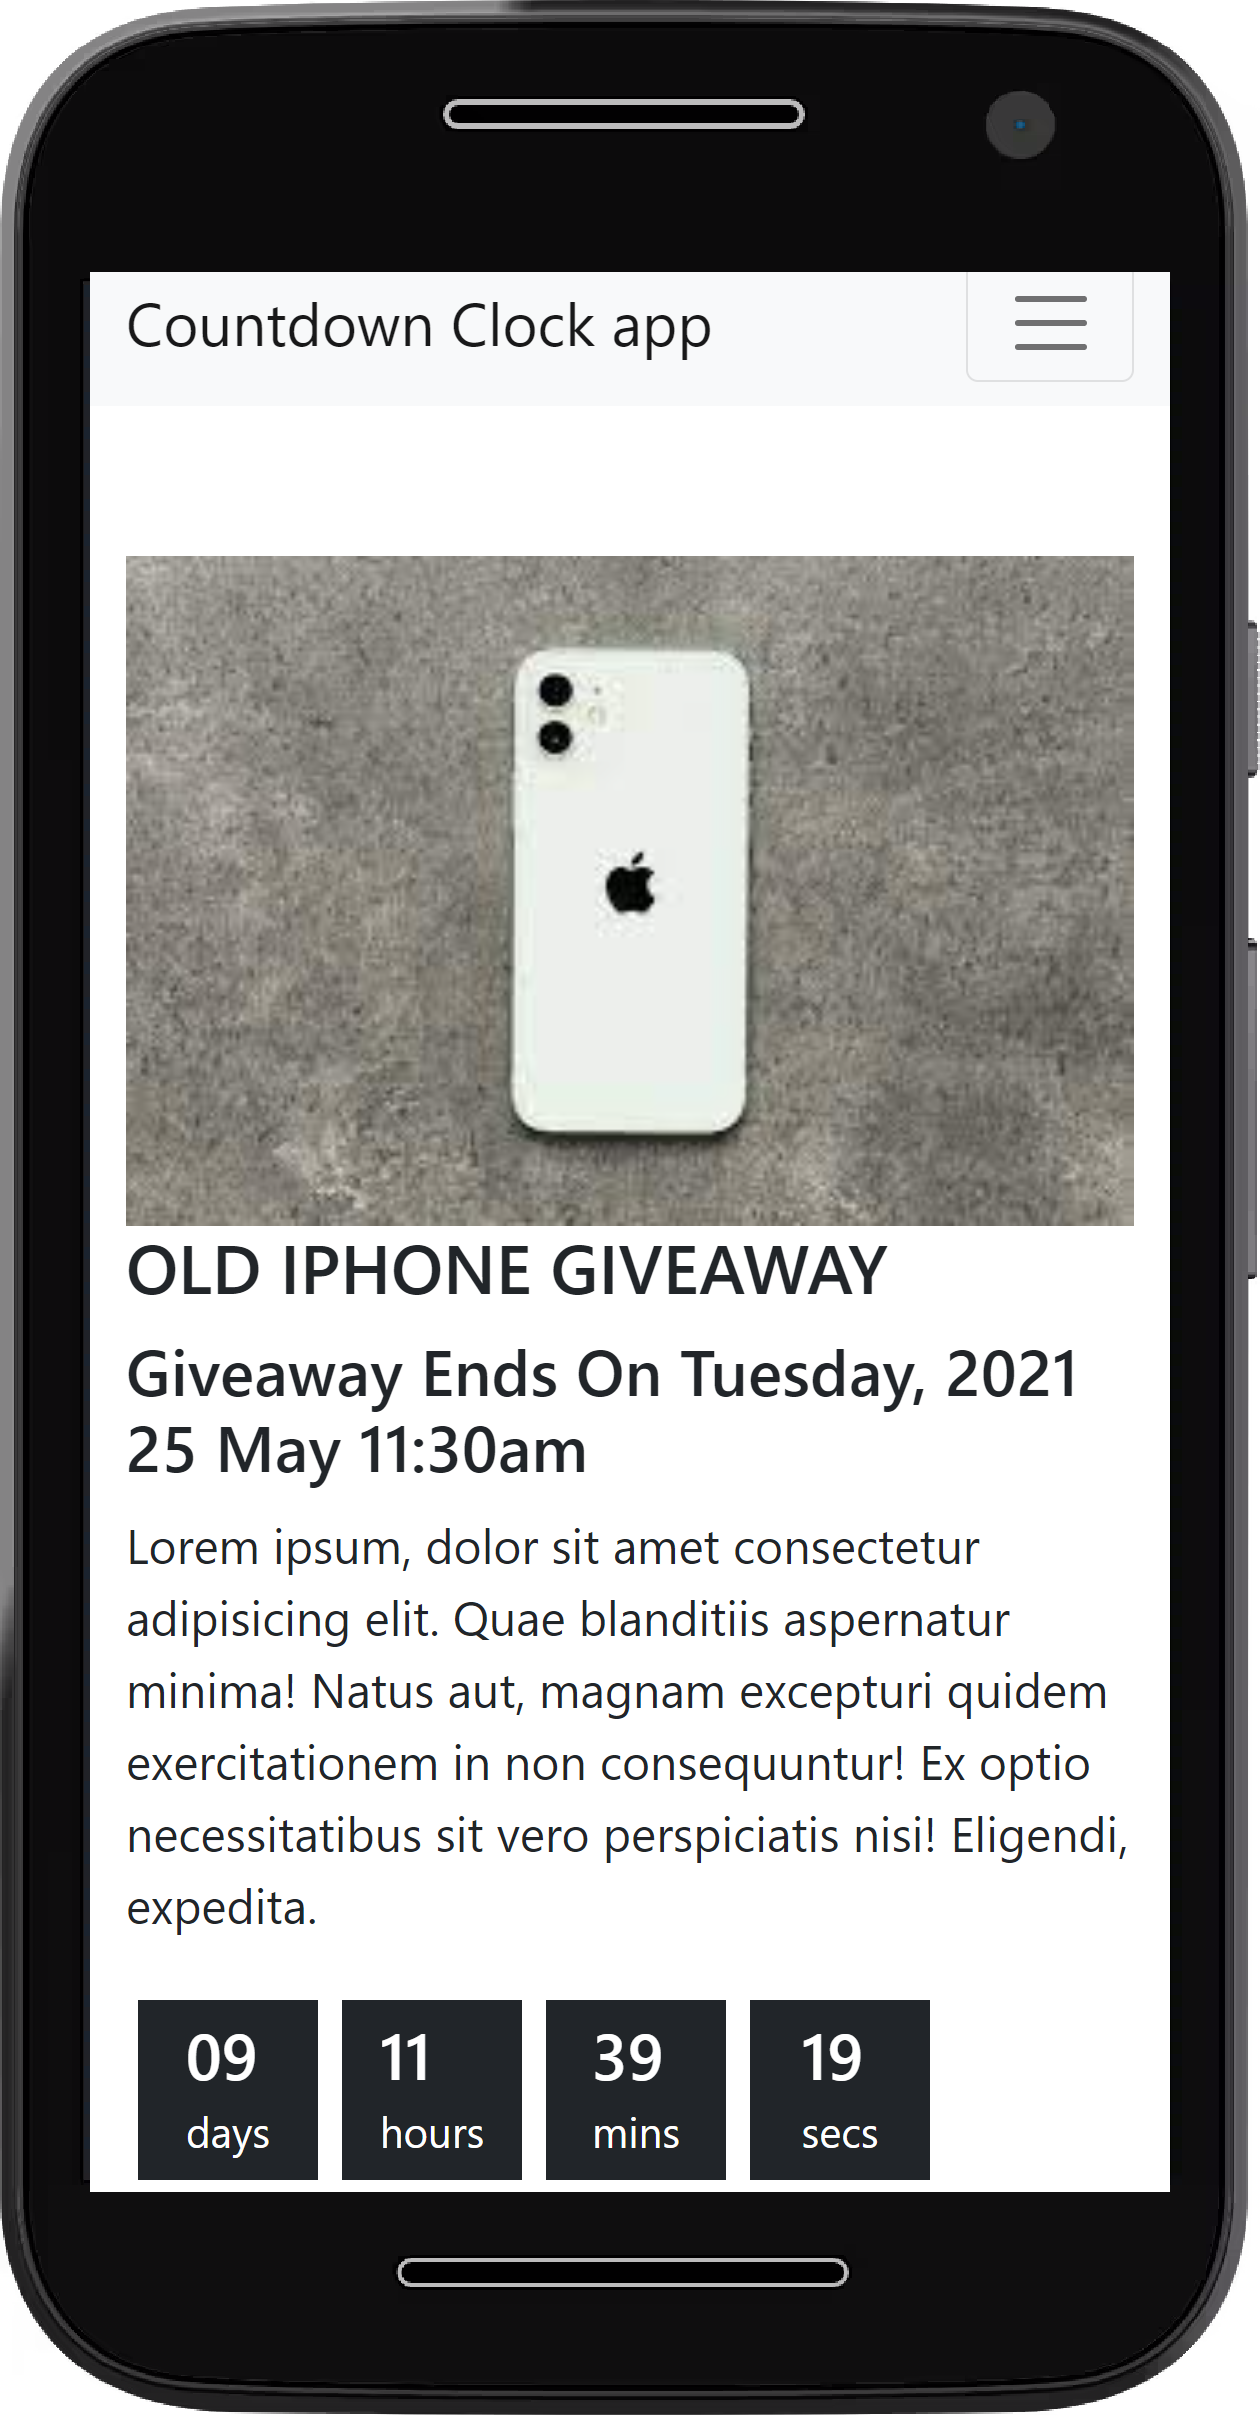 Countdown Clock app
OLD IPHONE GIVEAWAY
Giveaway Ends On Tuesday, 2021
25 May 11:30am
Lorem ipsum, dolor sit amet consectetur
adipisicing elit. Quae blanditiis aspernatur
minima! Natus aut, magnam excepturi quidem
exercitationem in non consequuntur! Ex optio
necessitatibus sit vero perspiciatis nisi! Eligendi,
expedita.
09 11 39 19
days hours mins secs